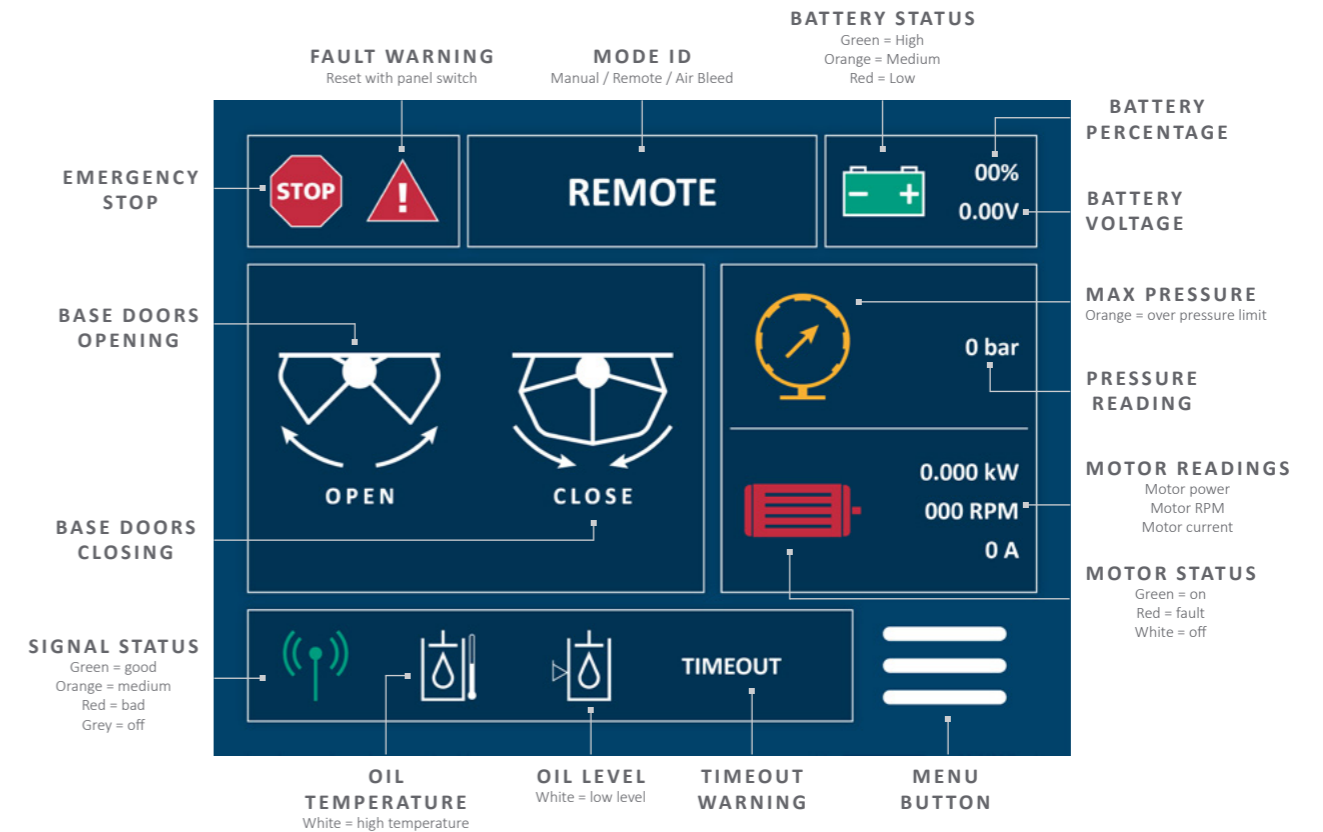 BATTERY STATUS
Green = High
Orange = Medium
Red = Low
FAULT WARNING
Reset with panel switch
MODE ID
Manual / Remote / Air Bleed
BATTERY
PERCENTAGE
EMERGENCY
STOP
STOP
!
REMOTE
00%
0.00V
BATTERY
VOLTAGE
BASE DOORS
OPENING
MAX PRESSURE
Orange = over pressure limit
0 bar
PRESSURE
READING
OPEN
CLOSE
BASE DOORS
CLOSING
0.000 kW
000 RPM
0 A
MOTOR READINGS
Motor power
Motor RPM
Motor current
MOTOR STATUS
Green = on
Red = fault
White = off
SIGNAL STATUS
Green = good
Orange = medium
Red = bad
Grey = off
TIMEOUT
OIL
TEMPERATURE
White = high temperature
OIL LEVEL
White = low level
TIMEOUT
WARNING
MENU
BUTTON